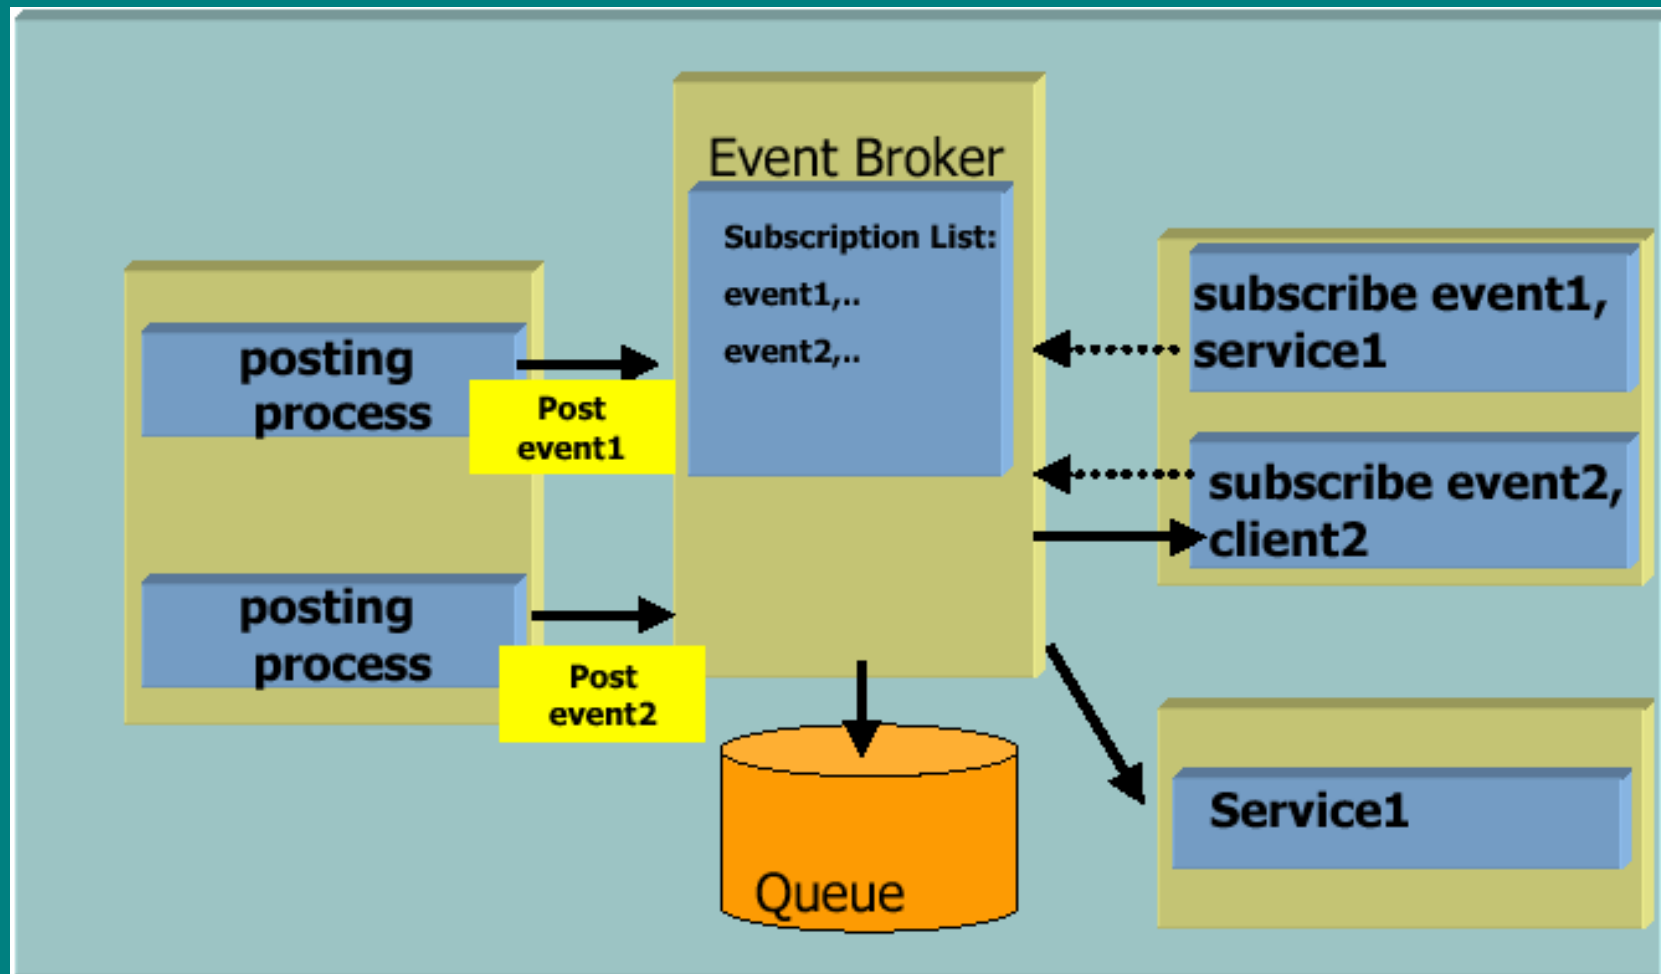 Event Broker
Subscription List:
event1,..
event2,..
posting
process
Post
event1
posting
process
Post
event2
subscribe event1,
service1
subscribe event2,
client2
Service1
Queue